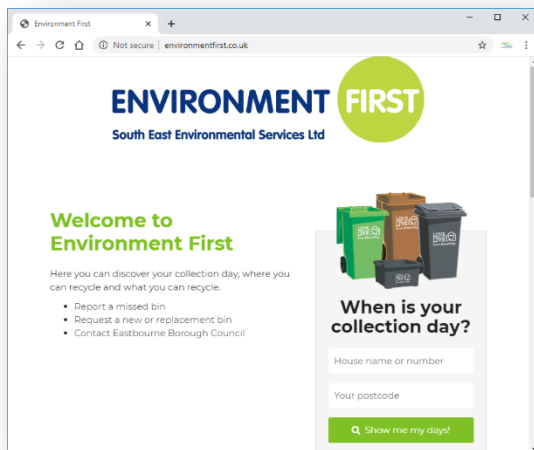 Environment First
Not secure
environmentfirst.co.uk
ENVIRONMENT FIRST
South East Environmental Services Ltd
Welcome to
Environment First
Here you can discover your collection day, where you
can recycle and what you can recycle.
Report a missed bin
Request a new or replacement bin
Contact Eastbourne Borough Council
When is your
collection day?
House name or number
Your postcode
Show me my days!